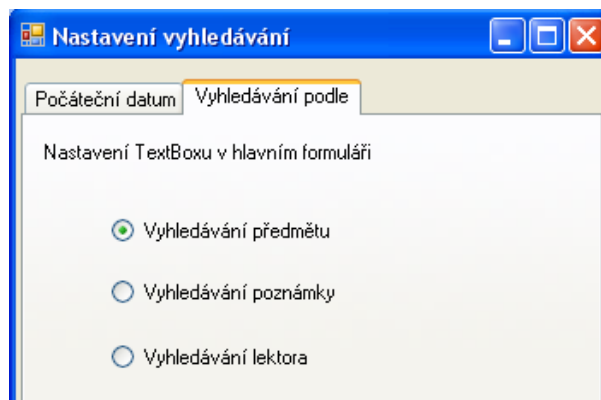 Nastavení vyhledávání
Počáteční datum Vyhledávání podle
Nastavení TextBoxu v hlavním formuláři
Vyhledávání předmětu
Vyhledávání poznámky
Vyhledávání lektora